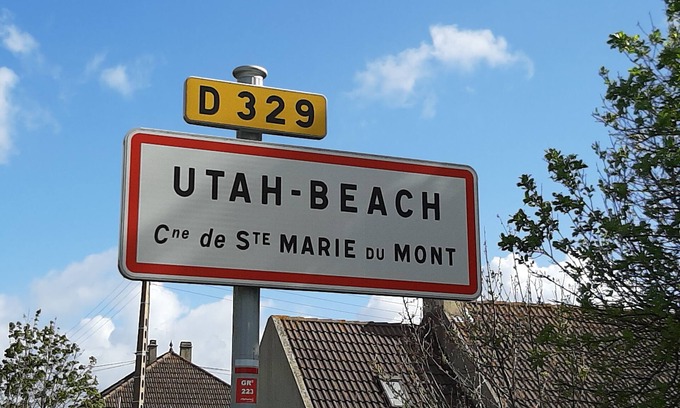 D 329
UTAH-BEACH
Cne de STE MARIE DU MONT
GR®
223